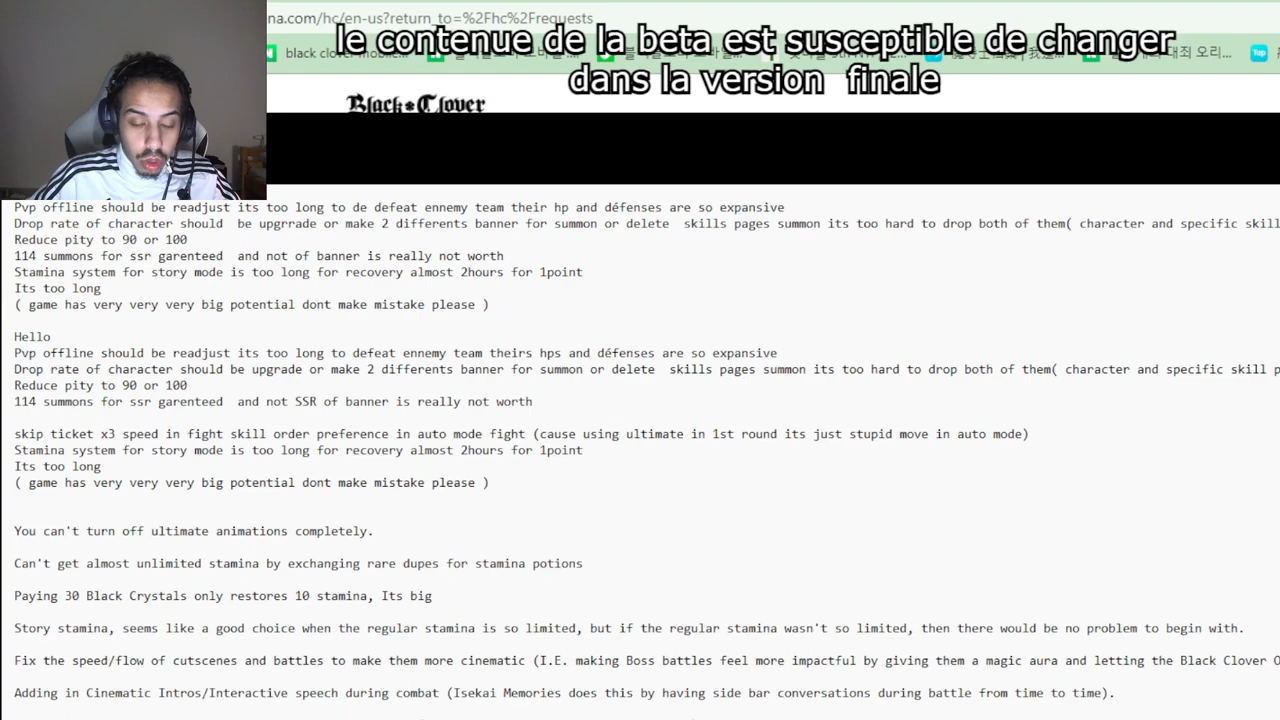 na.com/hc/en-us?return_to=%2Fhc%2Frequests
le contenue de la beta est susceptible de changer
dans la version finale
black clover mobile...
Black Clover
Pvp offline should be readjust its too long to de defeat ennemy team their hp and défenses are so expansive
Drop rate of character should be upgrrade or make 2 differents banner for summon or delete skills pages summon its too hard to drop both of them( character and specific skill
Reduce pity to 90 or 100
114 summons for ssr garenteed and not of banner is really not worth
Stamina system for story mode is too long for recovery almost 2hours for 1point
Its too long
( game has very very very big potential dont make mistake please )
Hello
Pvp offline should be readjust its too long to defeat ennemy team theirs hps and défenses are so expansive
Drop rate of character should be upgrade or make 2 differents banner for summon or delete skills pages summon its too hard to drop both of them( character and specific skill p
Reduce pity to 90 or 100
114 summons for ssr garenteed and not SSR of banner is really not worth
skip ticket x3 speed in fight skill order preference in auto mode fight (cause using ultimate in 1st round its just stupid move in auto mode)
Stamina system for story mode is too long for recovery almost 2hours for 1point
Its too long
( game has very very very big potential dont make mistake please )
You can't turn off ultimate animations completely.
Can't get almost unlimited stamina by exchanging rare dupes for stamina potions
Paying 30 Black Crystals only restores 10 stamina, Its big
Story stamina, seems like a good choice when the regular stamina is so limited, but if the regular stamina wasn't so limited, then there would be no problem to begin with.
Fix the speed/flow of cutscenes and battles to make them more cinematic (I.E. making Boss battles feel more impactful by giving them a magic aura and letting the Black Clover O
Adding in Cinematic Intros/Interactive speech during combat (Isekai Memories does this by having side bar conversations during battle from time to time).